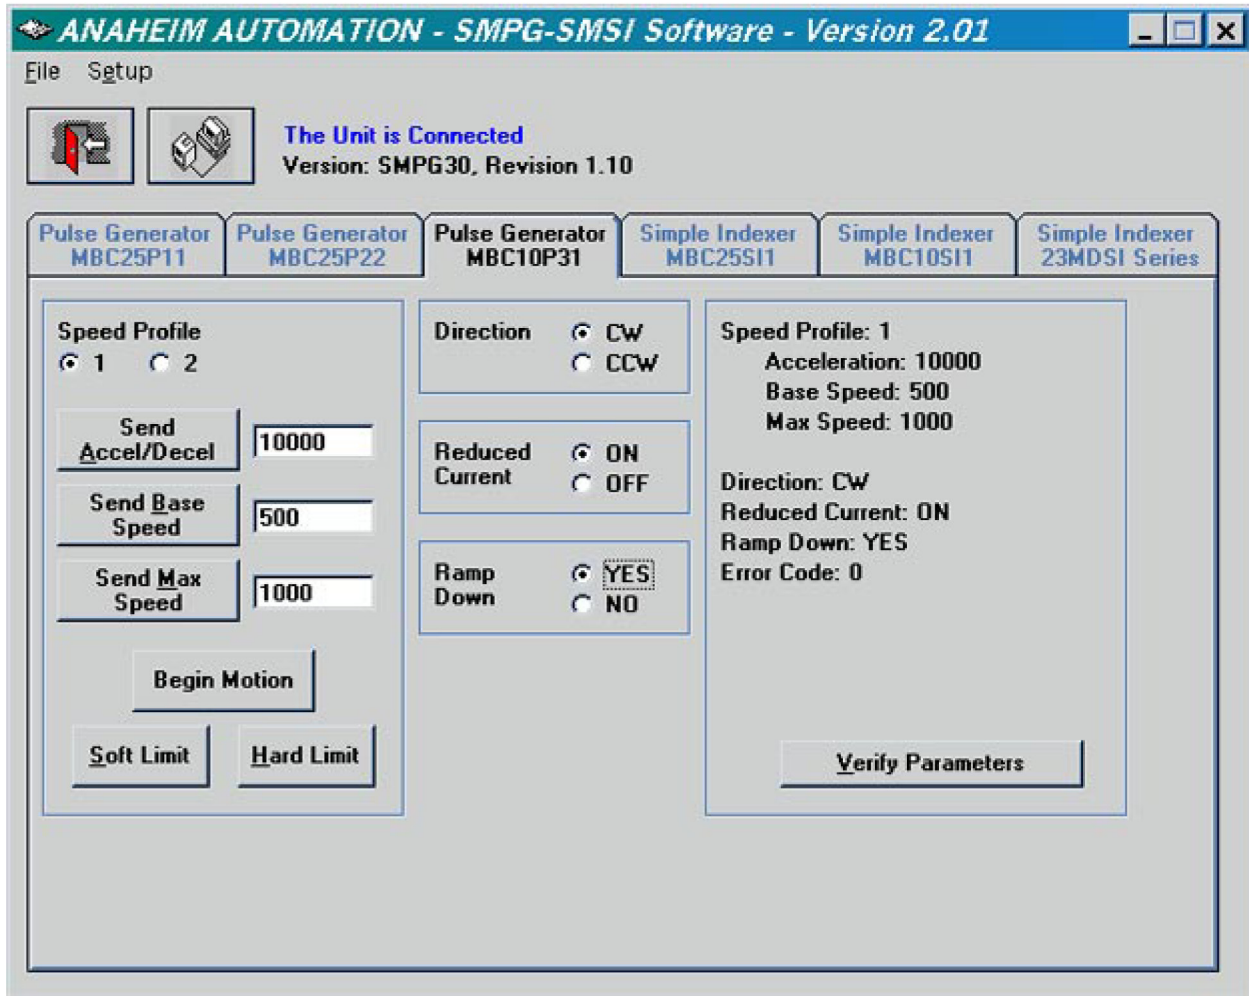 ANAHEIM AUTOMATION - SMPG-SMSI Software - Version 2.01
File Setup
The Unit is Connected
Version: SMPG30, Revision 1.10
Pulse Generator
MBC25P11
Pulse Generator
MBC25P22
Pulse Generator
MBC10P31
Simple Indexer
MBC25SI1
Simple Indexer
MBC10SI1
Simple Indexer
23MDSI Series
Speed Profile
1 2
Send
Accel/Decel
10000
Send Base
Speed
500
Send Max
Speed
1000
Begin Motion
Soft Limit
Hard Limit
Direction
CW
CCW
Reduced
Current
ON
OFF
Ramp
Down
YES
NO
Speed Profile: 1
Acceleration: 10000
Base Speed: 500
Max Speed: 1000
Direction: CW
Reduced Current: ON
Ramp Down: YES
Error Code: 0
Verify Parameters